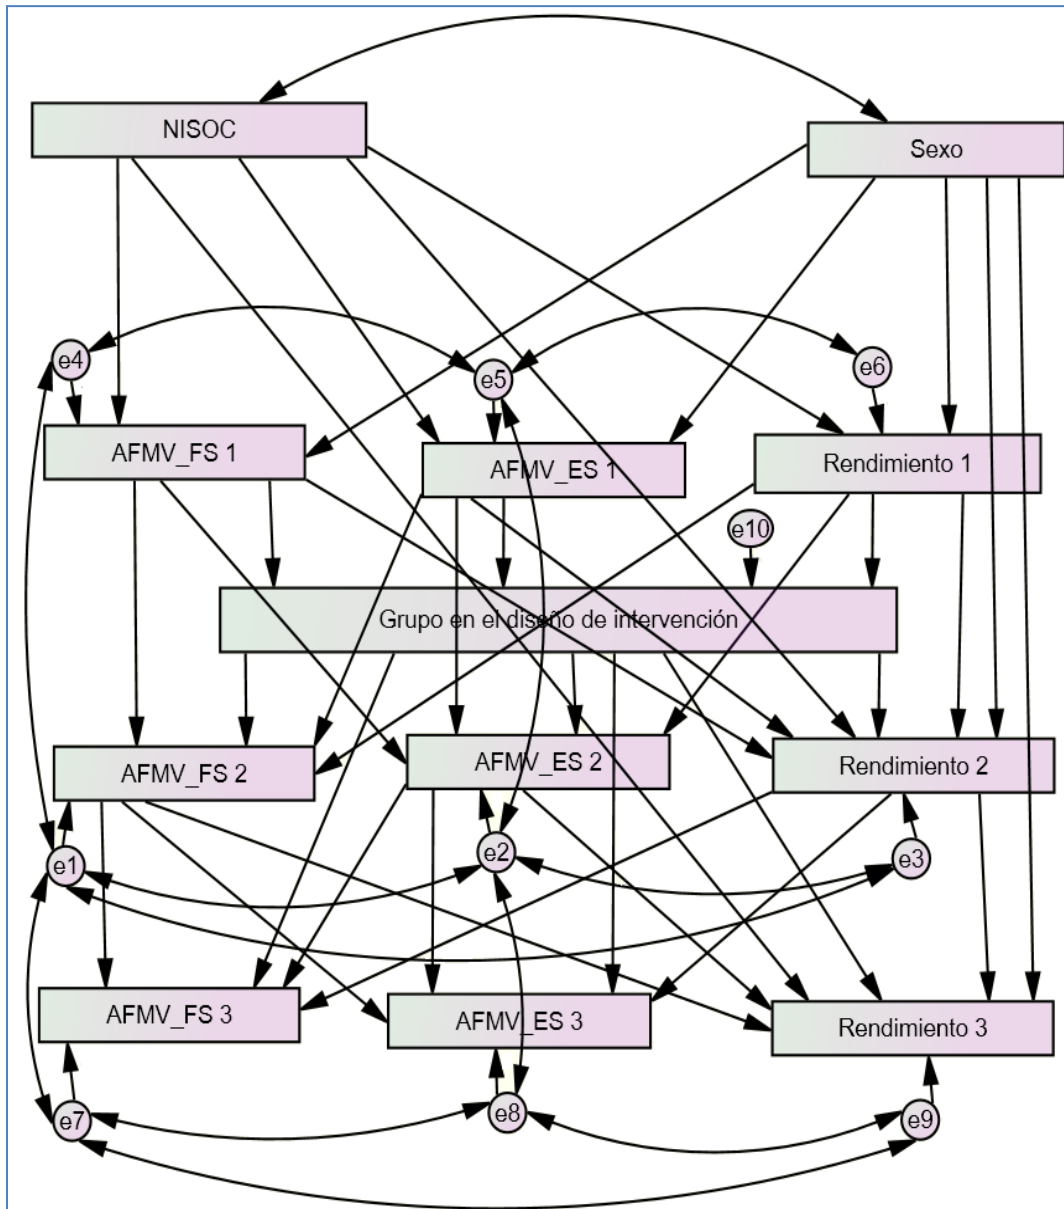 NISOC
Sexo
e4
e5
e6
AFMV_FS 1
AFMV_ES 1
Rendimiento 1
e10
Grupo en el diseño de intervención
AFMV_FS 2
AFMV_ES 2
Rendimiento 2
e1
e2
e3
AFMV_FS 3
AFMV_ES 3
Rendimiento 3
e7
e8
e9